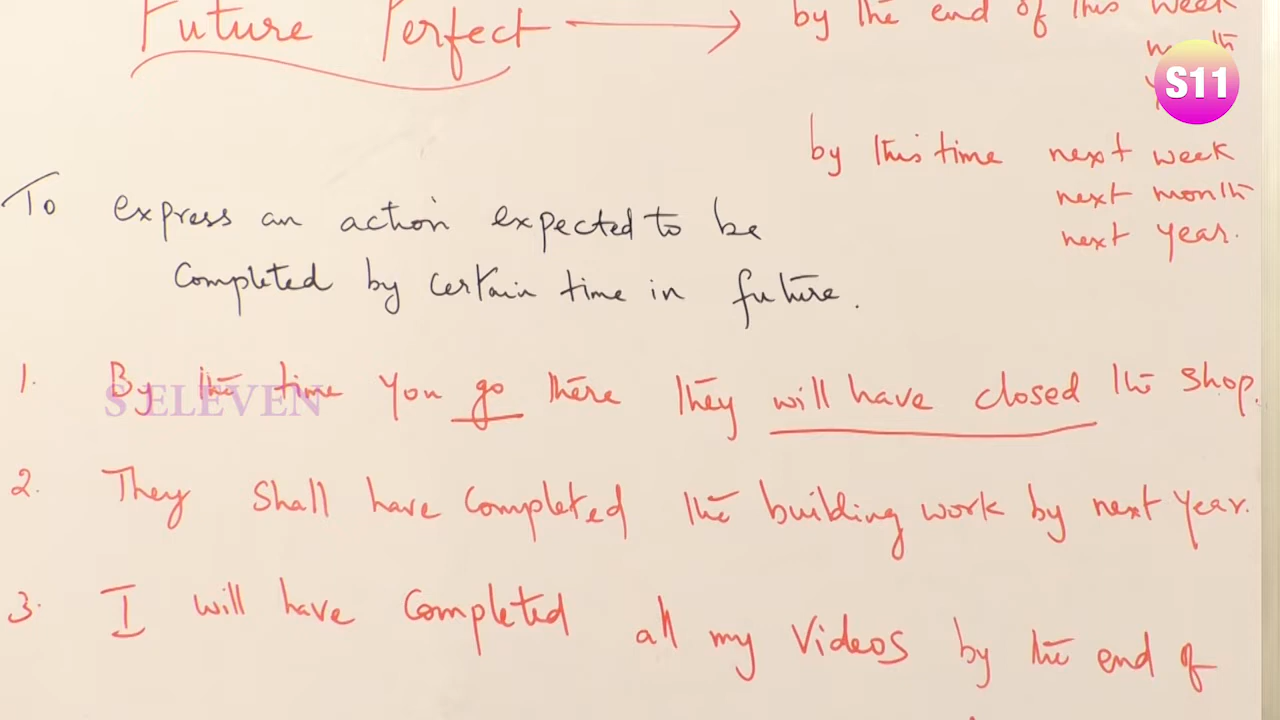 Future Perfect → by the end of this week
month
S11
by this time next week
next month
next year.
To express an action expected to be
completed by certain time in future.
1. By the time you go there they will have closed the shop.
S ELEVEN
2. They shall have completed the building work by next year.
3. I will have completed all my videos by the end of